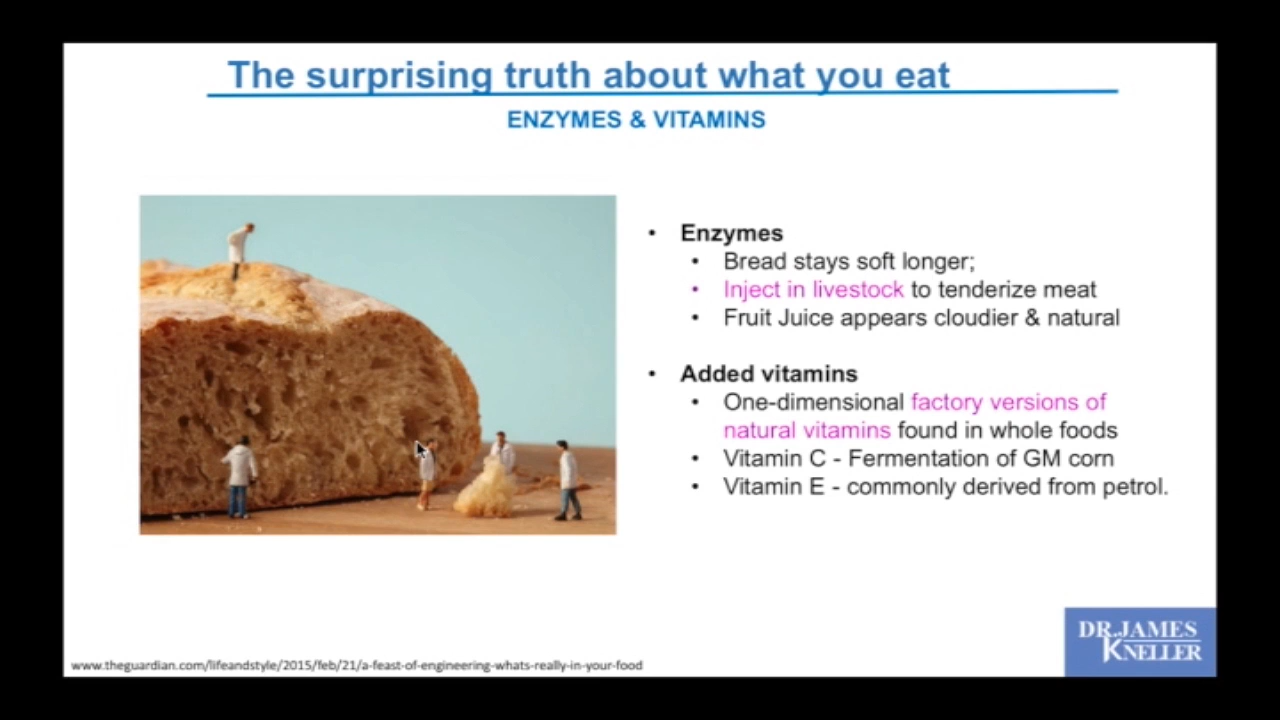 The surprising truth about what you eat
ENZYMES & VITAMINS
• Enzymes
• Bread stays soft longer;
• Inject in livestock to tenderize meat
• Fruit Juice appears cloudier & natural
• Added vitamins
• One-dimensional factory versions of
natural vitamins found in whole foods
• Vitamin C - Fermentation of GM corn
• Vitamin E - commonly derived from petrol.
DR.JAMES
KNELLER
www.theguardian.com/lifeandstyle/2015/feb/21/a-feast-of-engineering-whats-really-in-your-food